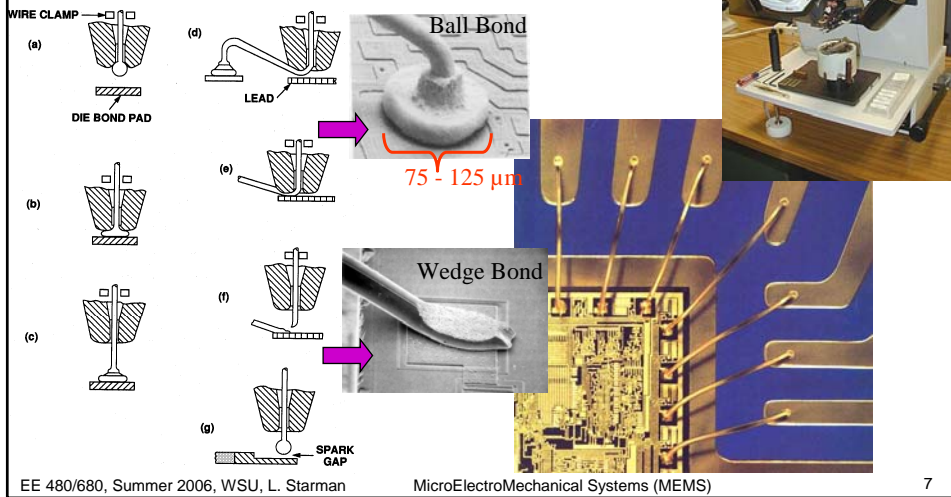 WIRE CLAMP
(a)
DIE BOND PAD
(b)
(c)
(d)
LEAD
(e)
(f)
(g)
SPARK
GAP
Ball Bond
75 - 125 µm
Wedge Bond
EE 480/680, Summer 2006, WSU, L. Starman
MicroElectroMechanical Systems (MEMS)
7